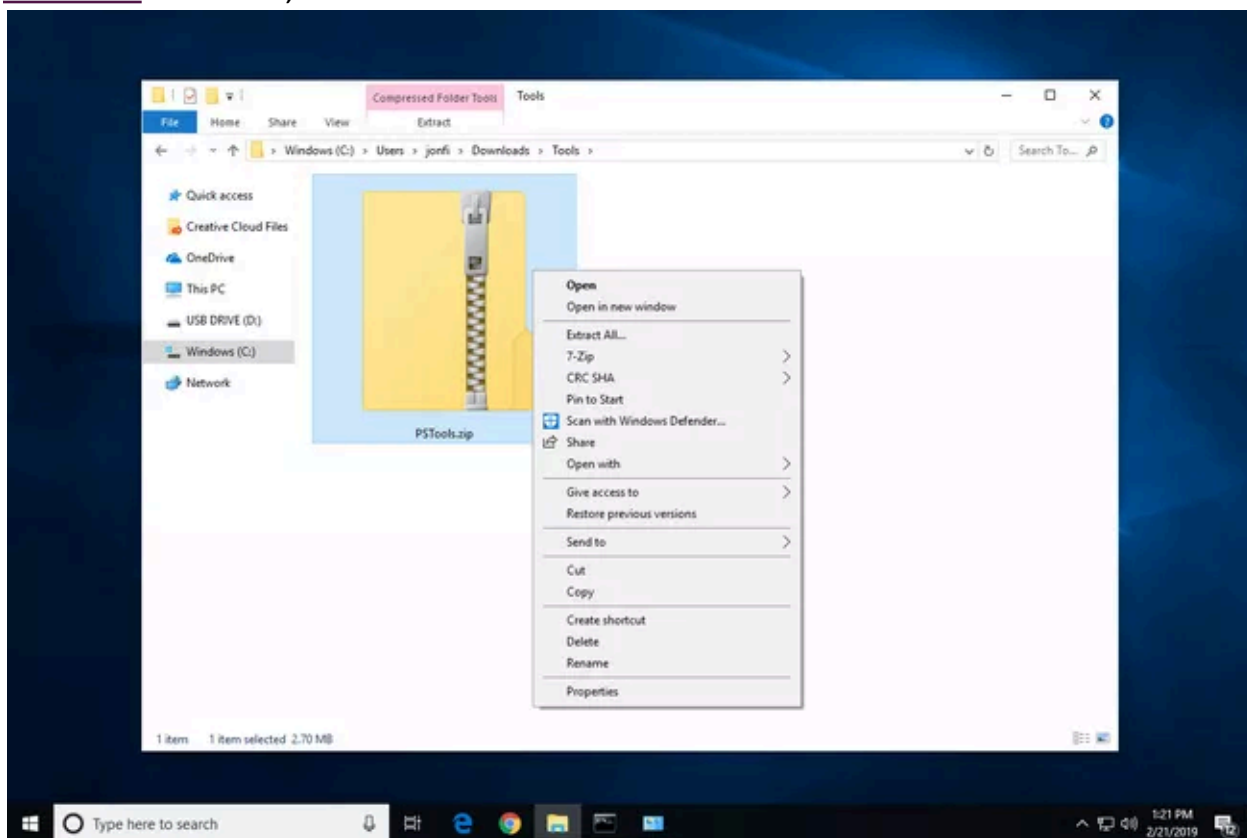 Compressed Folder Tools Tools
File Home Share View Extract
Windows (C:) > Users > jonfi > Downloads > Tools >
Search To...
Quick access
Creative Cloud Files
OneDrive
This PC
USB DRIVE (D:)
Windows (C:)
Network
PSTools.zip
Open
Open in new window
Extract All...
7-Zip
CRC SHA
Pin to Start
Scan with Windows Defender...
Share
Open with
Give access to
Restore previous versions
Send to
Cut
Copy
Create shortcut
Delete
Rename
Properties
1 item 1 item selected 2.70 MB
Type here to search
1:21 PM
2/21/2019
12